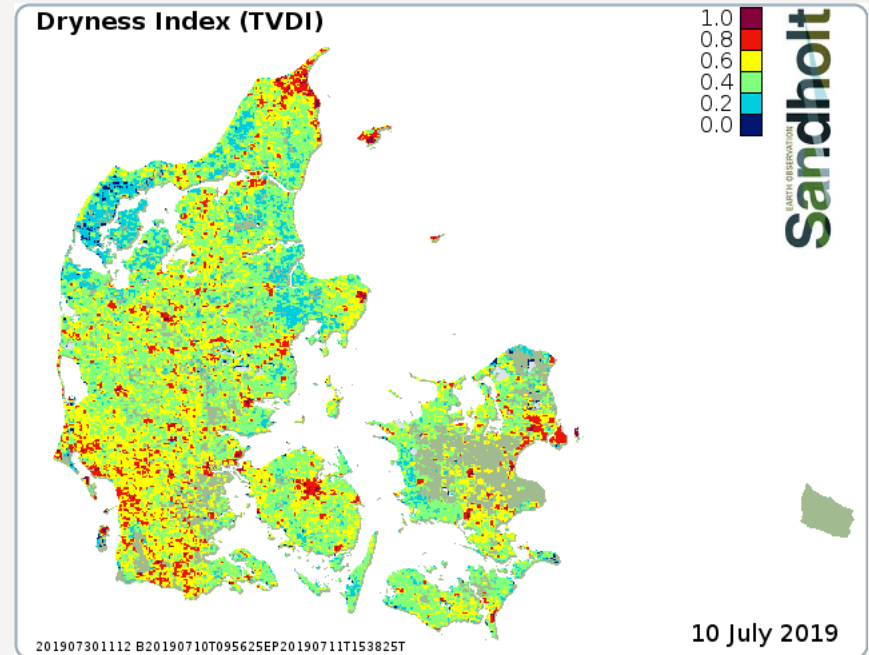 Dryness Index (TVDI)
1.0
0.8
0.6
0.4
0.2
0.0
EARTH OBSERVATION
Sandholt
10 July 2019
201907301112 B20190710T095625EP20190711T153825T